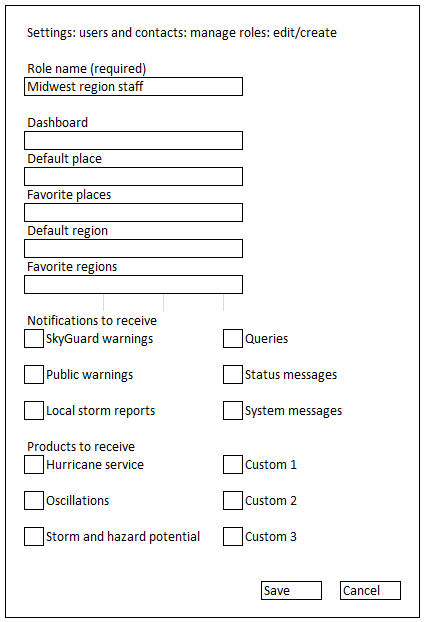 Settings: users and contacts: manage roles: edit/create
Role name (required)
Midwest region staff
Dashboard
Default place
Favorite places
Default region
Favorite regions
Notifications to receive
SkyGuard warnings Queries
Public warnings Status messages
Local storm reports System messages
Products to receive
Hurricane service Custom 1
Oscillations Custom 2
Storm and hazard potential Custom 3
Save Cancel